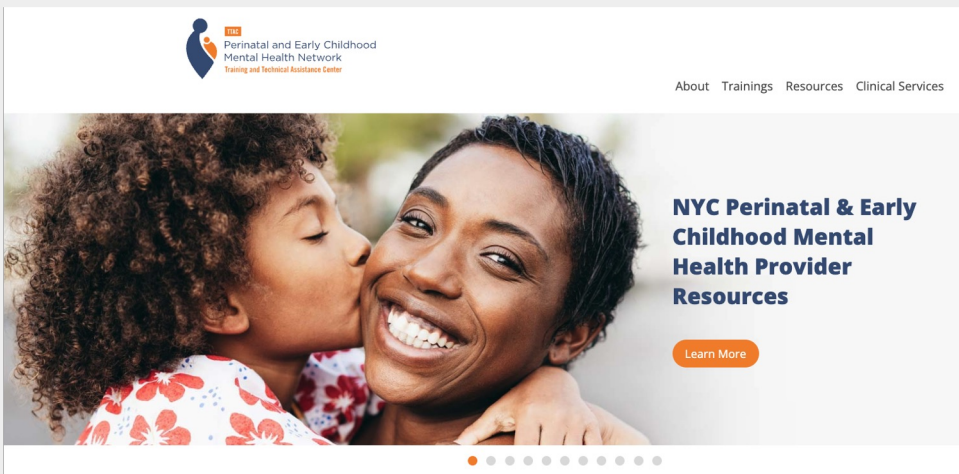 TTAC
Perinatal and Early Childhood
Mental Health Network
Training and Technical Assistance Center
About Trainings Resources Clinical Services
NYC Perinatal & Early
Childhood Mental
Health Provider
Resources
Learn More